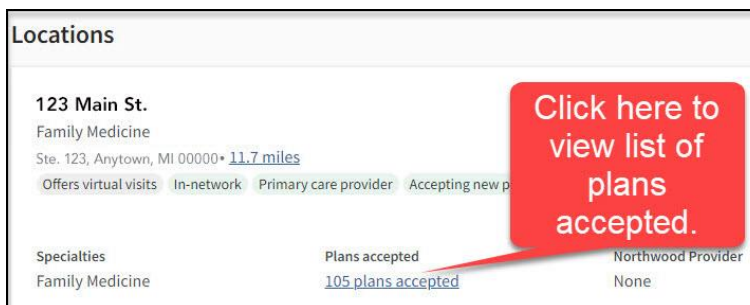 Locations
123 Main St.
Family Medicine
Ste. 123, Anytown, MI 00000• 11.7 miles
Offers virtual visits In-network Primary care provider Accepting new
Click here to
view list of
plans
accepted.
Specialties Plans accepted Northwood Provider
Family Medicine 105 plans accepted None